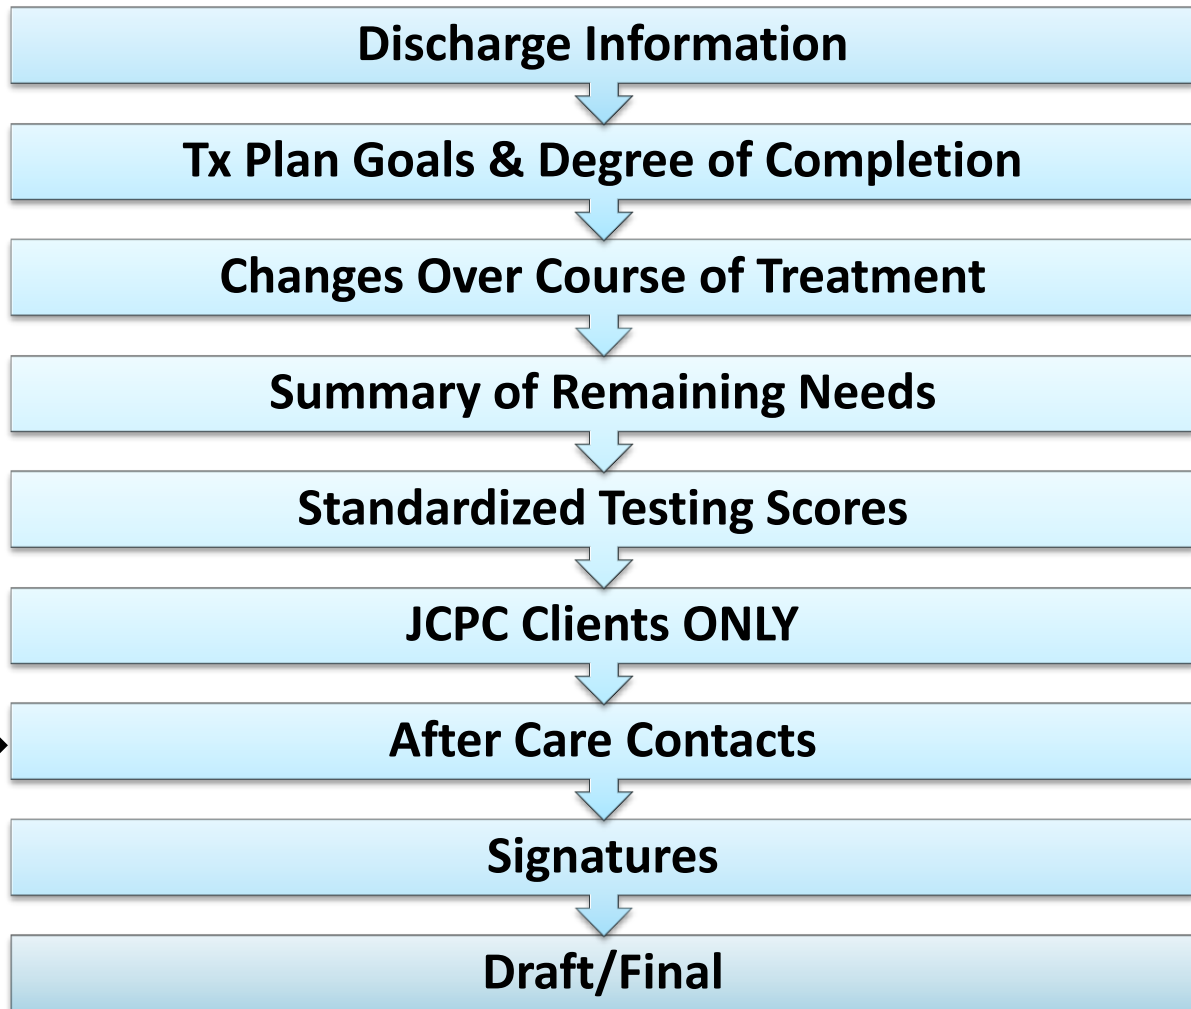 Discharge Information
Tx Plan Goals & Degree of Completion
Changes Over Course of Treatment
Summary of Remaining Needs
Standardized Testing Scores
JCPC Clients ONLY
After Care Contacts
Signatures
Draft/Final